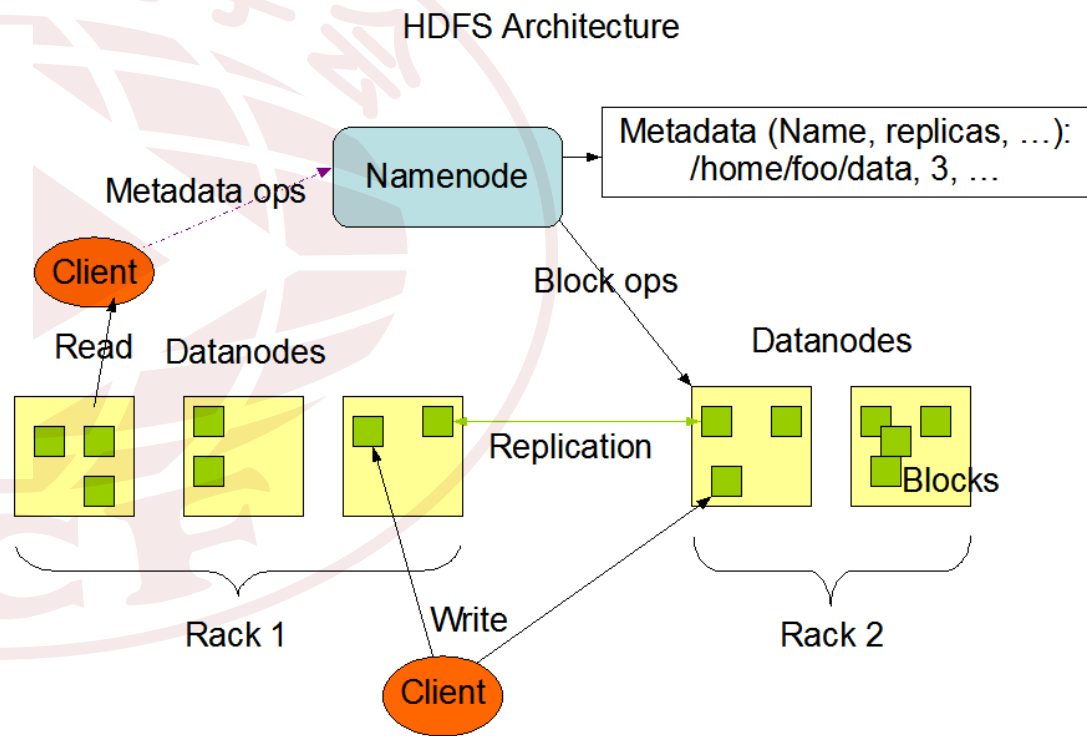 HDFS Architecture
Metadata (Name, replicas, …):
/home/foo/data, 3, …
Namenode
Metadata ops
Client
Block ops
Read
Datanodes
Datanodes
Replication
Blocks
Write
Rack 1
Rack 2
Client